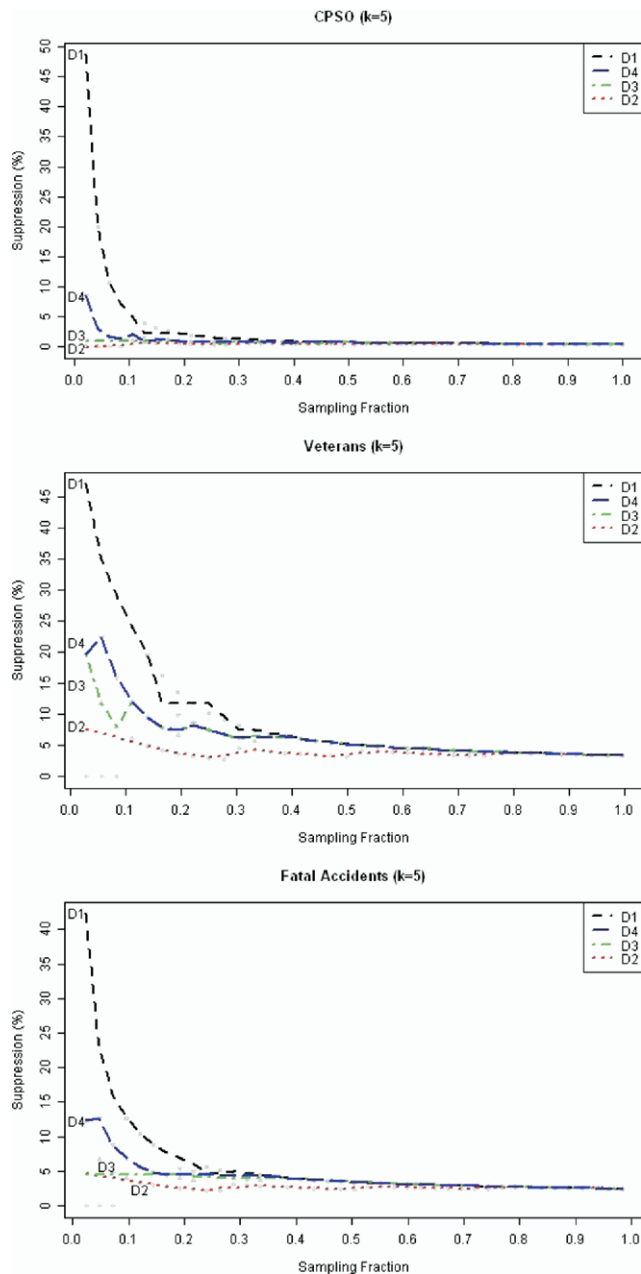 CPSO (k=5)
Suppression (%)
50
45
40
35
30
25
20
15
10
5
0
D1
D4
D3
D2
D1
D4
D3
D2
0.0 0.1 0.2 0.3 0.4 0.5 0.6 0.7 0.8 0.9 1.0
Sampling Fraction
Veterans (k=5)
Suppression (%)
45
40
35
30
25
20
15
10
5
0
D1
D4
D3
D2
D1
D4
D3
D2
0.0 0.1 0.2 0.3 0.4 0.5 0.6 0.7 0.8 0.9 1.0
Sampling Fraction
Fatal Accidents (k=5)
Suppression (%)
40
35
30
25
20
15
10
5
0
D1
D4
D3
D2
D1
D4
D3
D2
0.0 0.1 0.2 0.3 0.4 0.5 0.6 0.7 0.8 0.9 1.0
Sampling Fraction